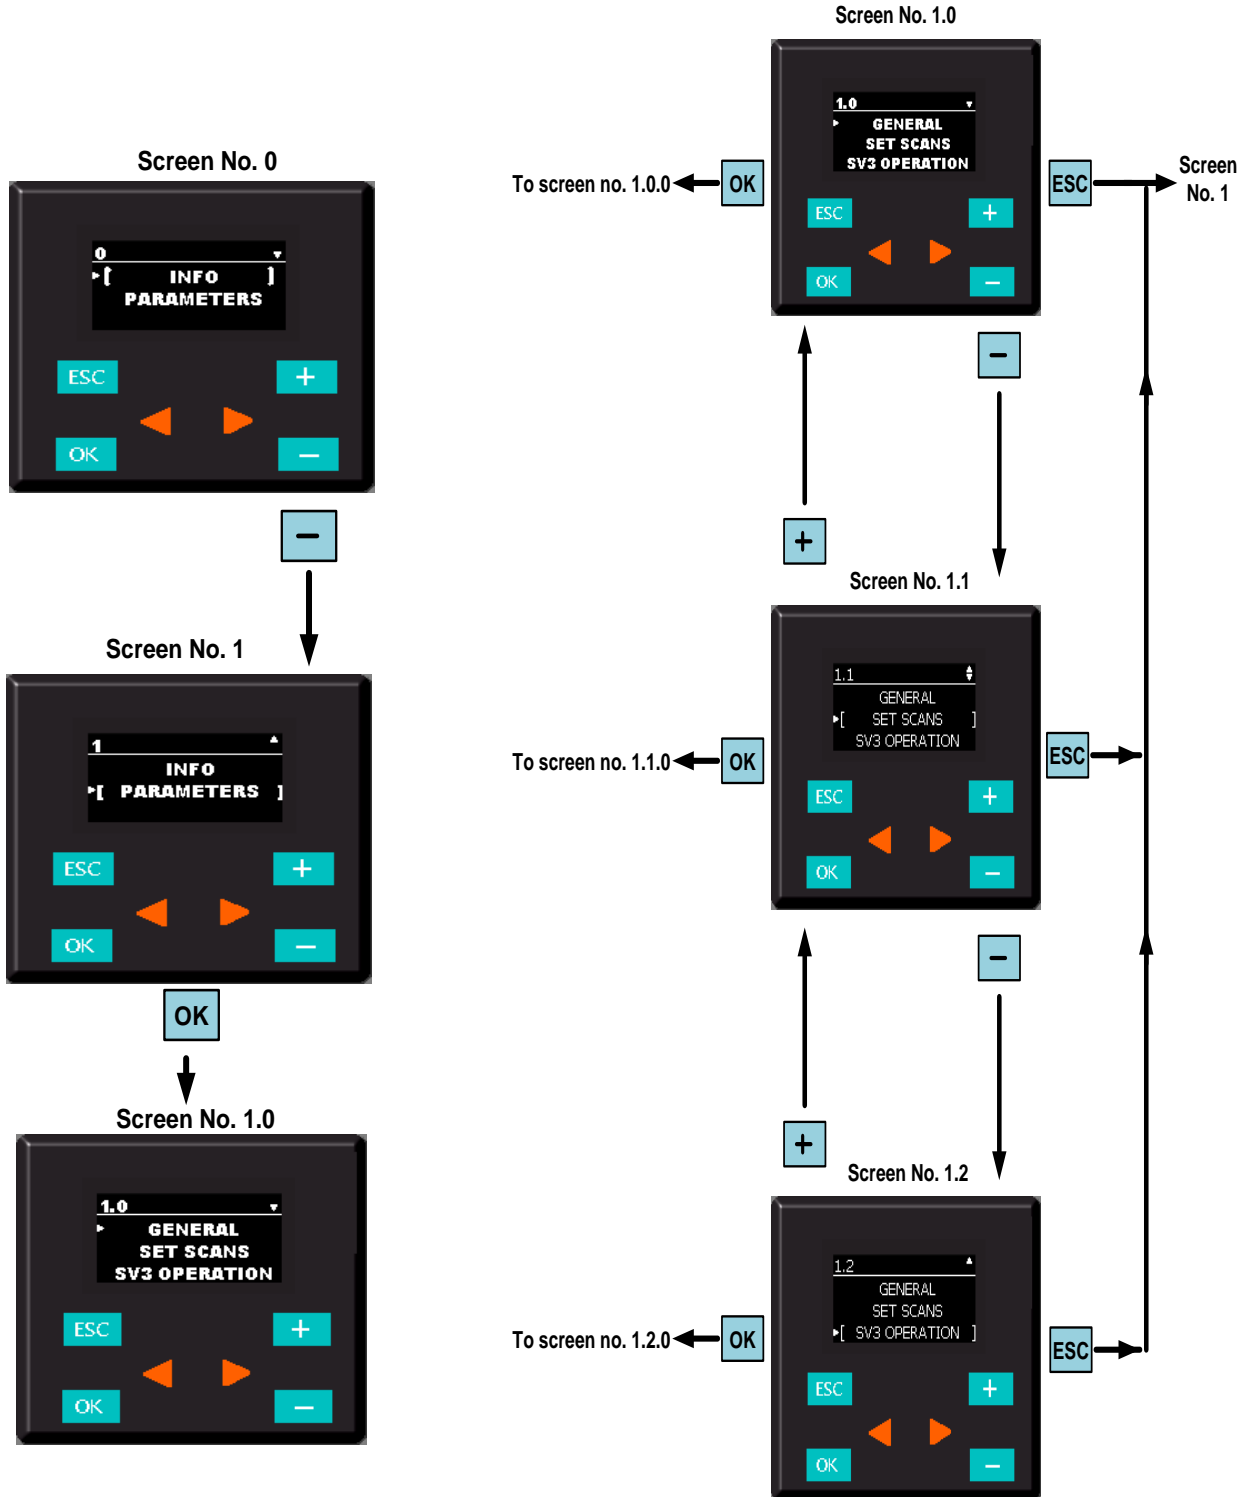 Screen No. 0
0
[ INFO ]
PARAMETERS
ESC
+
OK
−
−
Screen No. 1
1
INFO
[ PARAMETERS ]
ESC
+
OK
−
OK
Screen No. 1.0
1.0
GENERAL
SET SCANS
SV3 OPERATION
ESC
+
OK
−
Screen No. 1.0
1.0
GENERAL
SET SCANS
SV3 OPERATION
ESC
+
OK
−
To screen no. 1.0.0
OK
ESC
Screen
No. 1
−
+
Screen No. 1.1
1.1
GENERAL
[ SET SCANS ]
SV3 OPERATION
ESC
+
OK
−
To screen no. 1.1.0
OK
ESC
−
+
Screen No. 1.2
1.2
GENERAL
SET SCANS
[ SV3 OPERATION ]
ESC
+
OK
−
To screen no. 1.2.0
OK
ESC